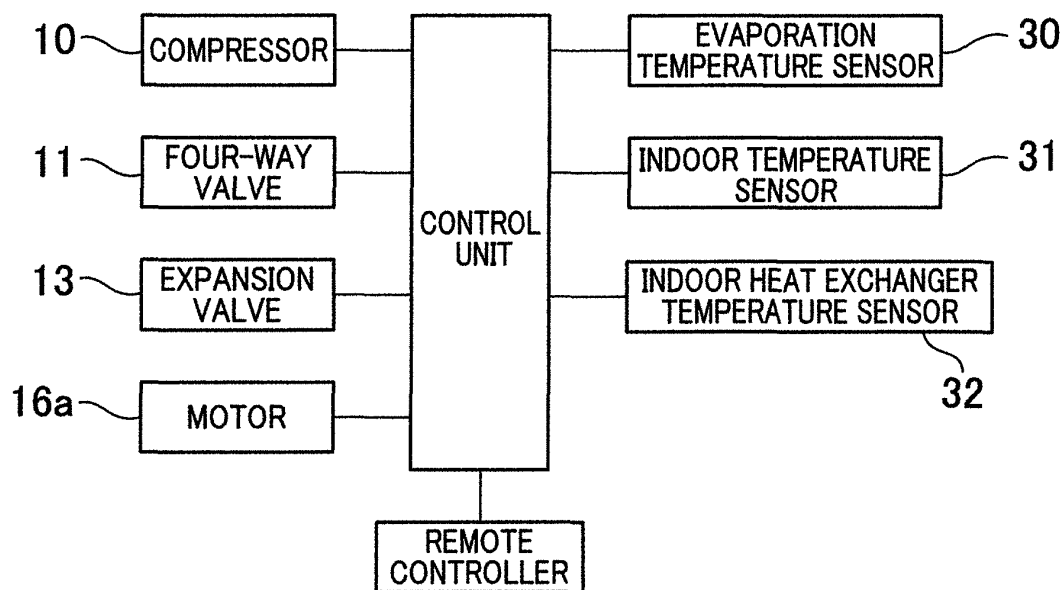 10
COMPRESSOR
11
FOUR-WAY
VALVE
13
EXPANSION
VALVE
16a
MOTOR
CONTROL
UNIT
REMOTE
CONTROLLER
EVAPORATION
TEMPERATURE SENSOR
30
INDOOR TEMPERATURE
SENSOR
31
INDOOR HEAT EXCHANGER
TEMPERATURE SENSOR
32